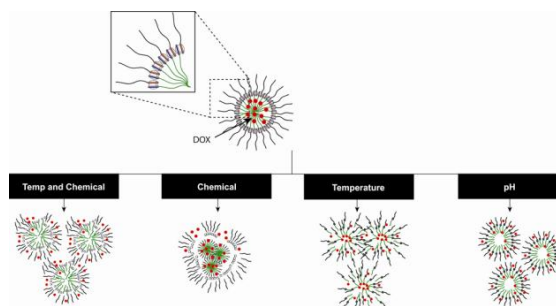 DOX
Temp and Chemical
Chemical
Temperature
pH